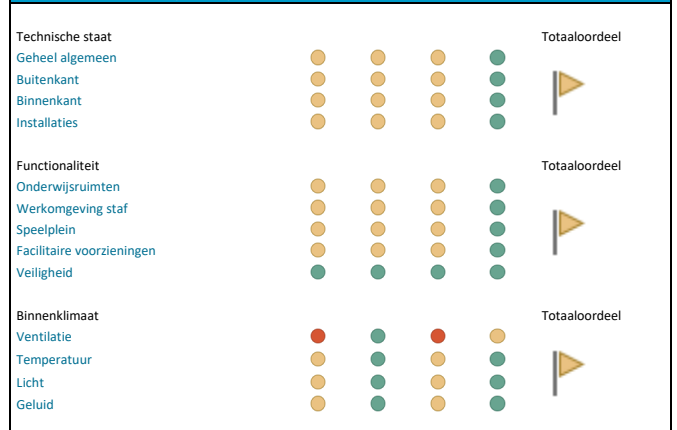 Technische staat Totaaloordeel
Geheel algemeen
Buitenkant
Binnenkant
Installaties
Functionaliteit Totaaloordeel
Onderwijsruimten
Werkomgeving staf
Speelplein
Facilitaire voorzieningen
Veiligheid
Binnenklimaat Totaaloordeel
Ventilatie
Temperatuur
Licht
Geluid